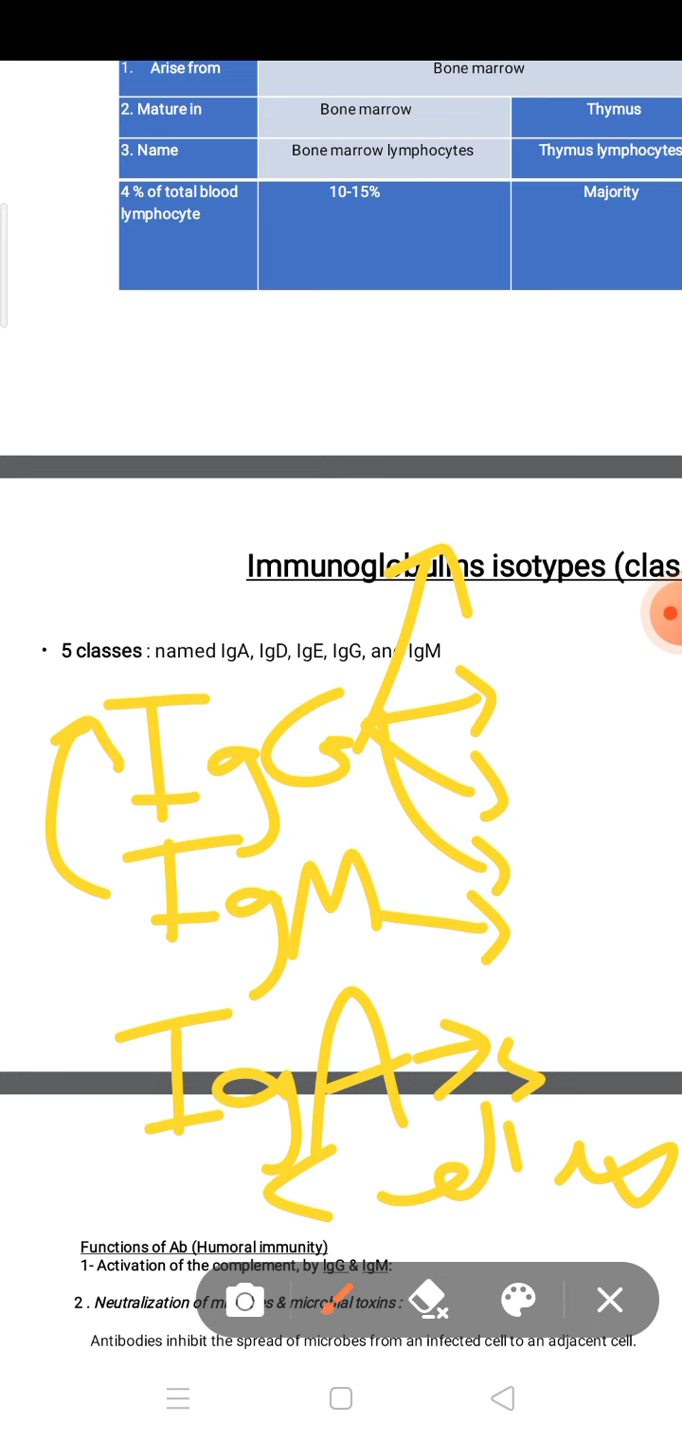 1. Arise from Bone marrow
2. Mature in Bone marrow Thymus
3. Name Bone marrow lymphocytes Thymus lymphocytes
4 % of total blood 10-15% Majority
lymphocyte
Immunoglobulins isotypes (clas
• 5 classes : named IgA, IgD, IgE, IgG, and IgM
IgG
IgM
IgA
Functions of Ab (Humoral immunity)
1- Activation of the complement, by IgG & IgM:
2 . Neutralization of & microbial toxins :
Antibodies inhibit the spread of microbes from an infected cell to an adjacent cell.